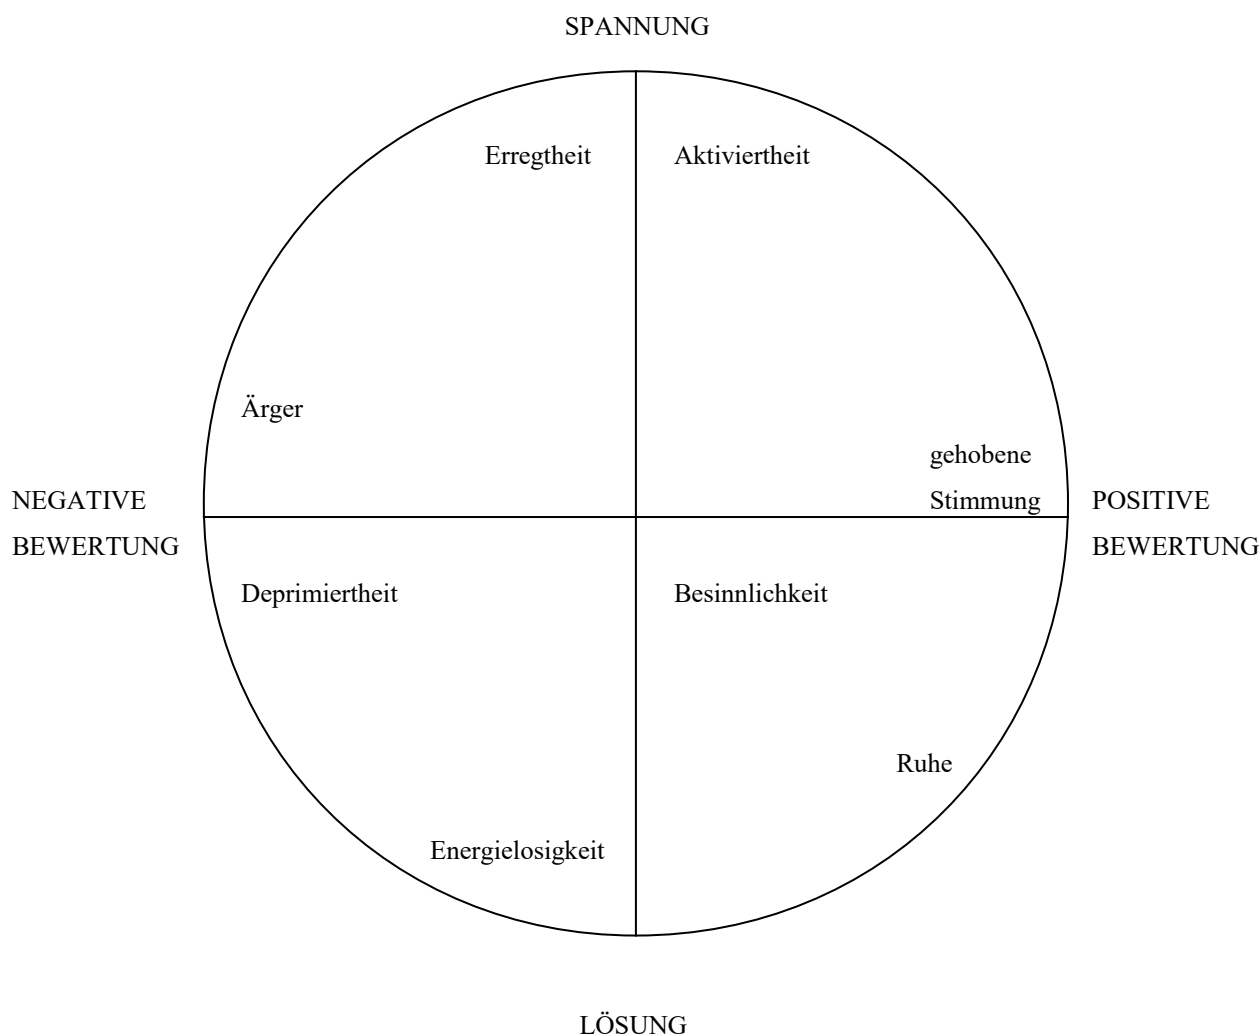 SPANNUNG
Erregtheit
Aktiviertheit
Ärger
gehobene
Stimmung
NEGATIVE
BEWERTUNG
POSITIVE
BEWERTUNG
Deprimiertheit
Besinnlichkeit
Ruhe
Energielosigkeit
LÖSUNG